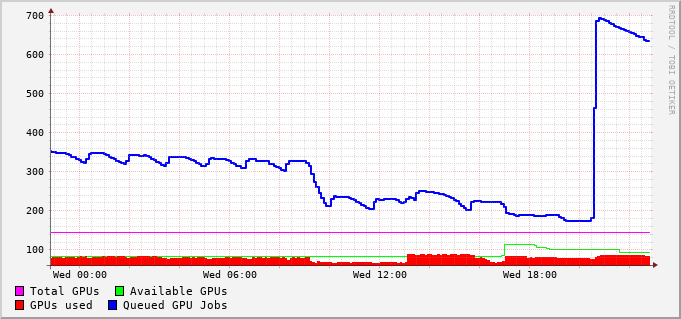 700
600
500
400
300
200
100
Wed 00:00 Wed 06:00 Wed 12:00 Wed 18:00
Total GPUs Available GPUs
GPUs used Queued GPU Jobs
RRDTOOL / TOBI OETIKER